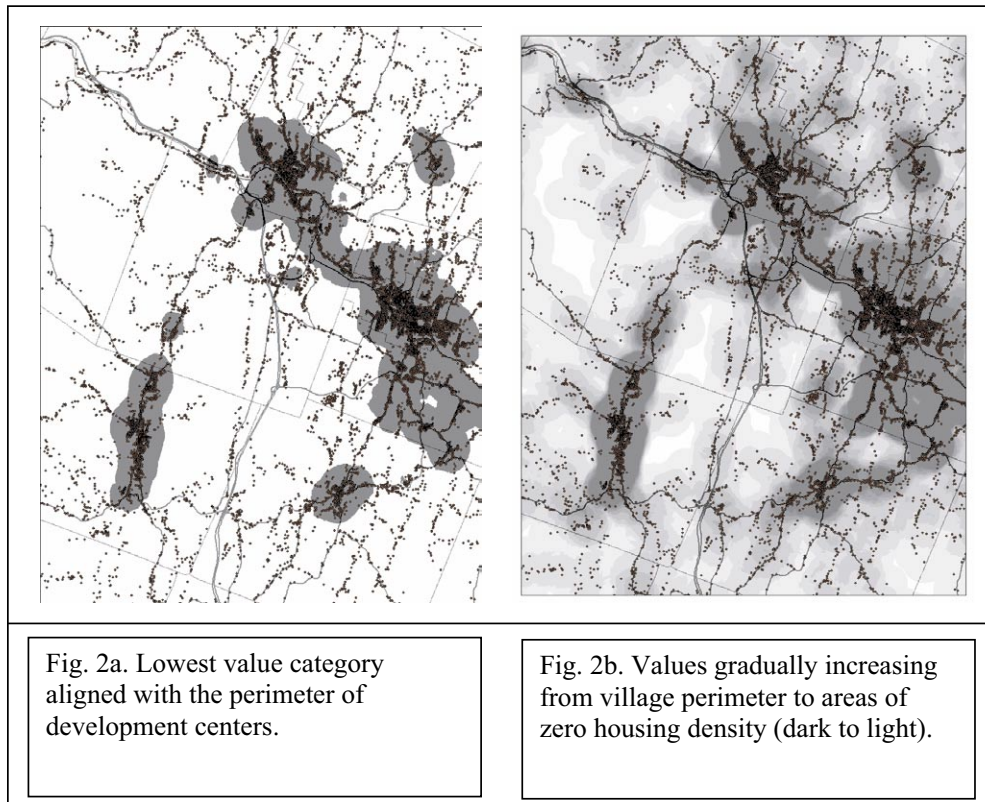 Fig. 2a. Lowest value category
aligned with the perimeter of
development centers.
Fig. 2b. Values gradually increasing
from village perimeter to areas of
zero housing density (dark to light).